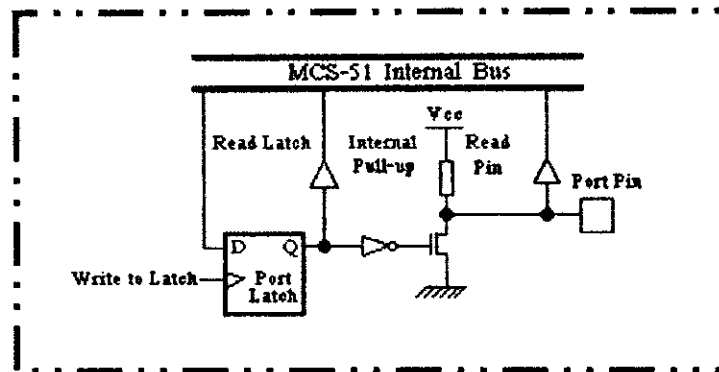 MCS-51 Internal Bus
Vcc
Read Latch
Internal
Pull-up
Read
Pin
Port Pin
D
Q
Write to Latch
Port
Latch